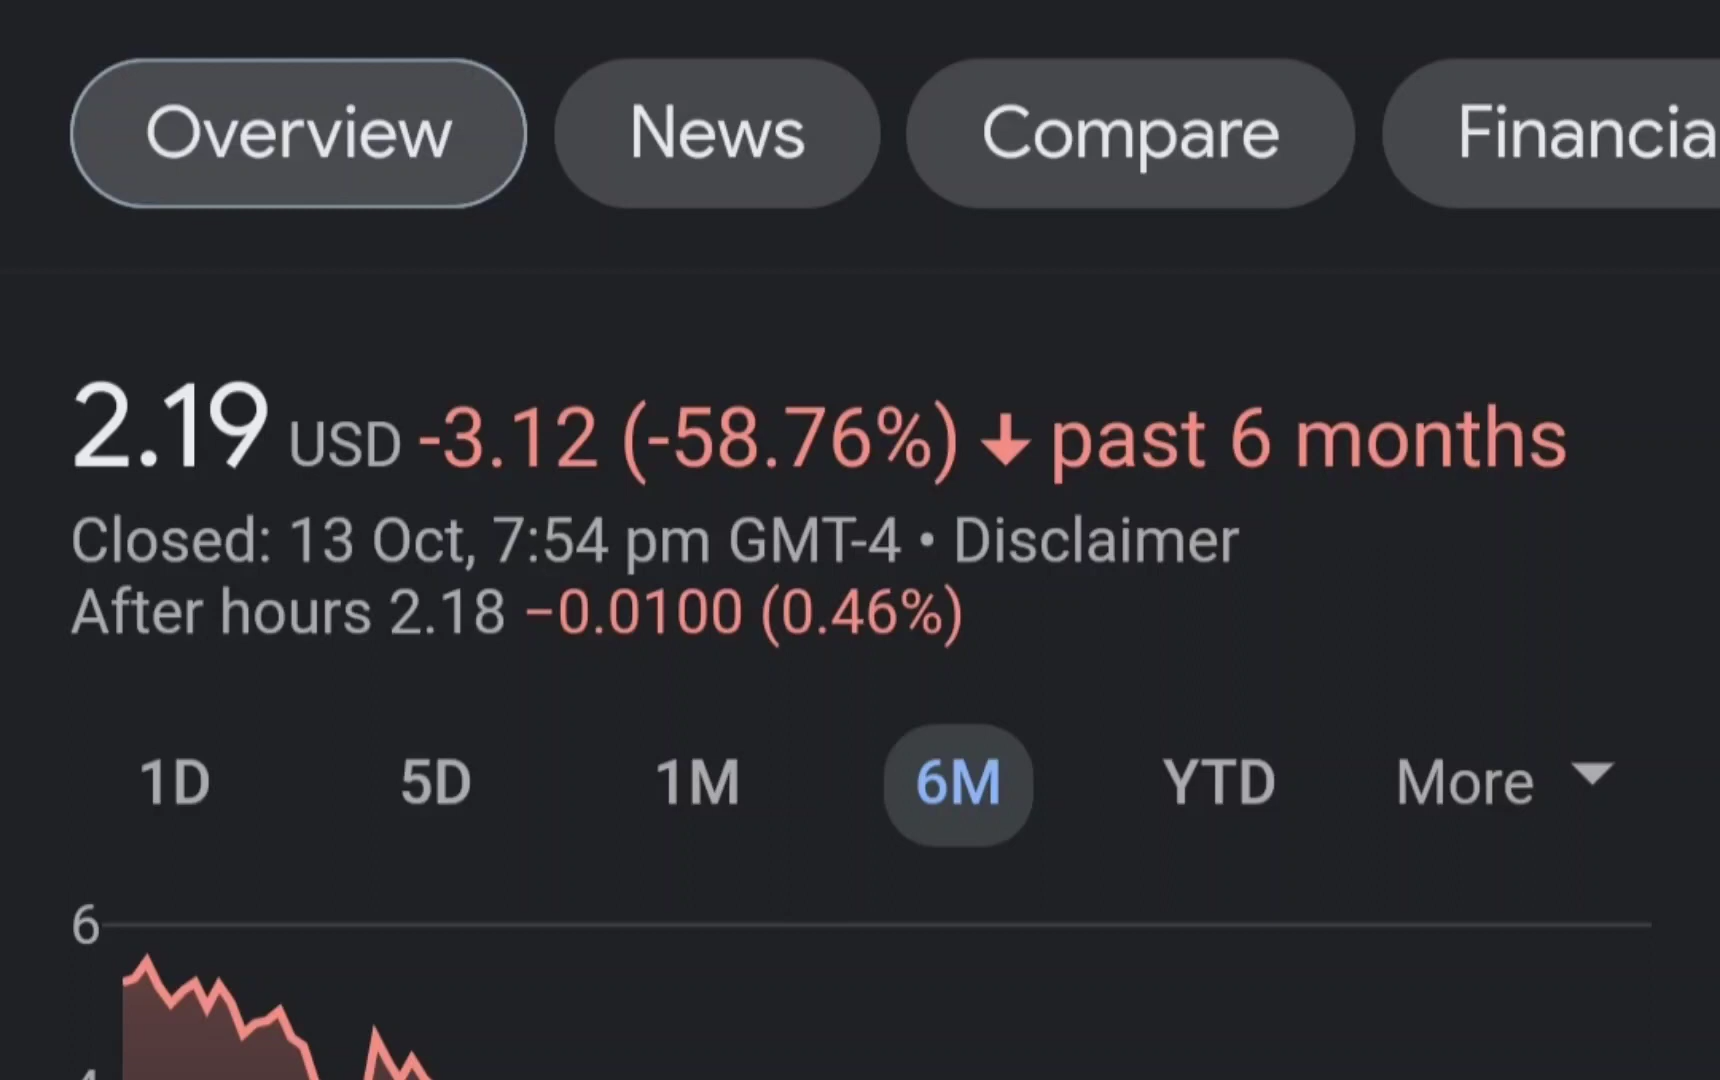 Overview News Compare Financia
2.19 USD -3.12 (-58.76%) ↓ past 6 months
Closed: 13 Oct, 7:54 pm GMT-4 • Disclaimer
After hours 2.18 −0.0100 (0.46%)
1D 5D 1M 6M YTD More
6
4